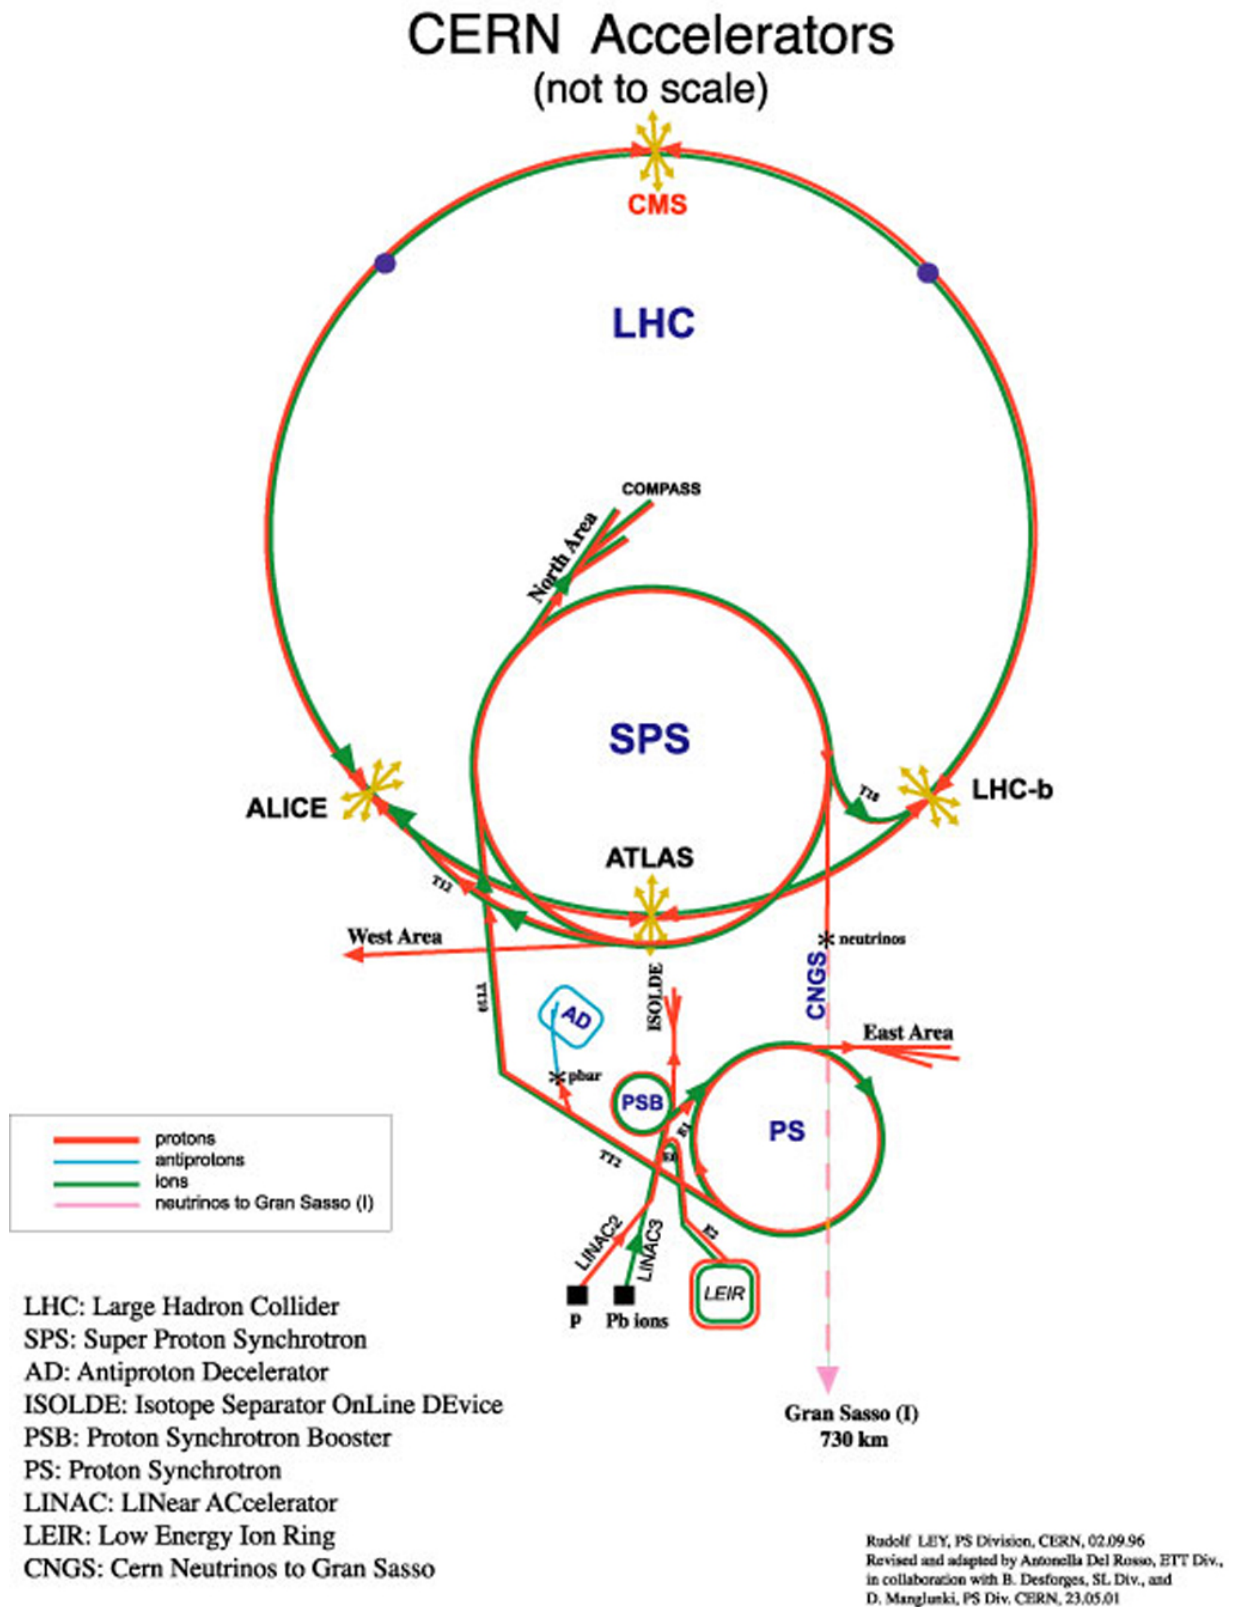 CERN Accelerators
(not to scale)
CMS
LHC
COMPASS
North Area
SPS
T18
LHC-b
ALICE
ATLAS
T12
West Area
neutrinos
CNGS
ISOLDE
TT10
AD
East Area
pbar
PSB
PS
E1
TT2
E0
protons
antiprotons
ions
neutrinos to Gran Sasso (I)
LINAC2
LINAC3
E2
LEIR
p
Pb ions
LHC: Large Hadron Collider
SPS: Super Proton Synchrotron
AD: Antiproton Decelerator
ISOLDE: Isotope Separator OnLine DEvice
PSB: Proton Synchrotron Booster
PS: Proton Synchrotron
LINAC: LINear ACcelerator
LEIR: Low Energy Ion Ring
CNGS: Cern Neutrinos to Gran Sasso
Gran Sasso (I)
730 km
Rudolf LEY, PS Division, CERN, 02.09.96
Revised and adapted by Antonella Del Rosso, ETT Div.,
in collaboration with B. Desforges, SL Div., and
D. Manglunki, PS Div. CERN, 23.05.01